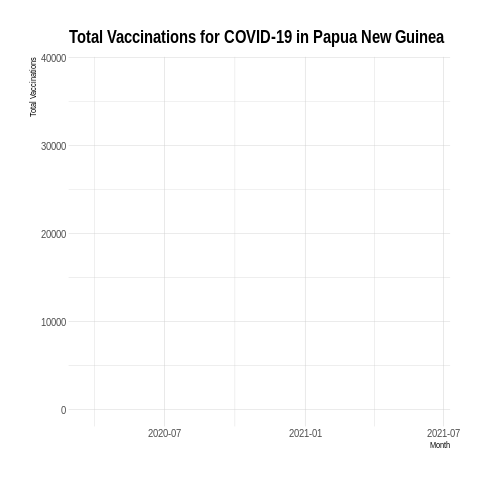 Total Vaccinations for COVID-19 in Papua New Guinea
Total Vaccinations
40000
30000
20000
10000
0
2020-07 2021-01 2021-07
Month